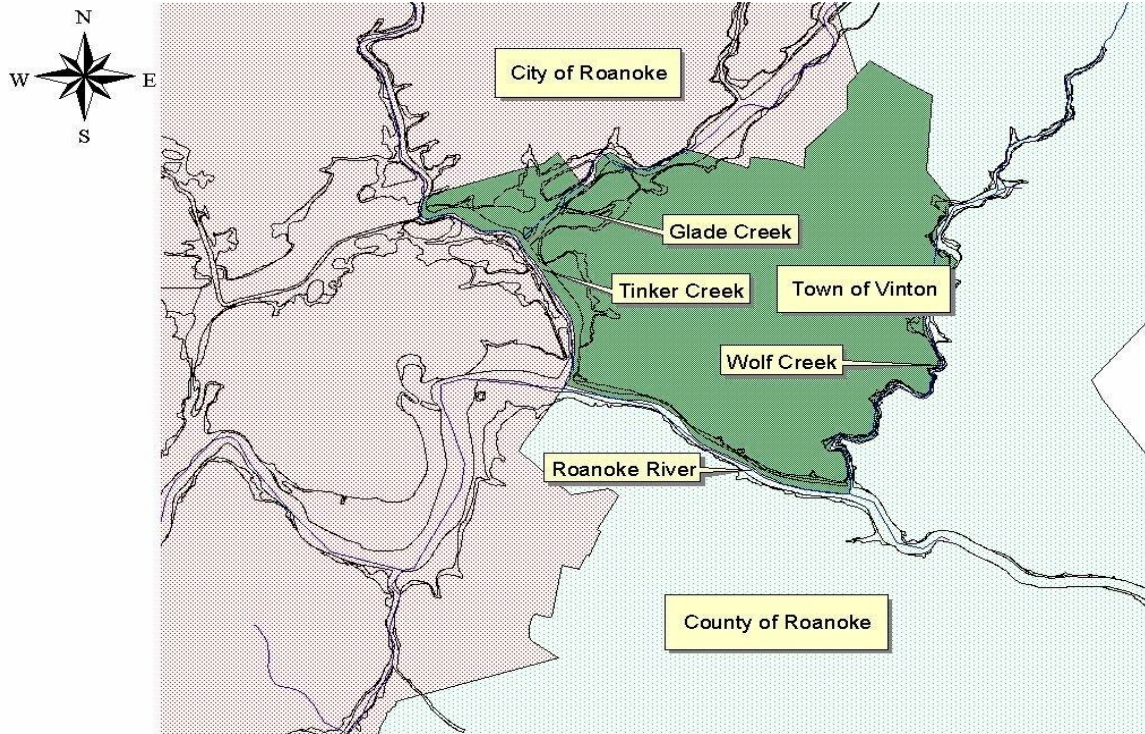 N
W E
S
City of Roanoke
Glade Creek
Tinker Creek
Town of Vinton
Wolf Creek
Roanoke River
County of Roanoke